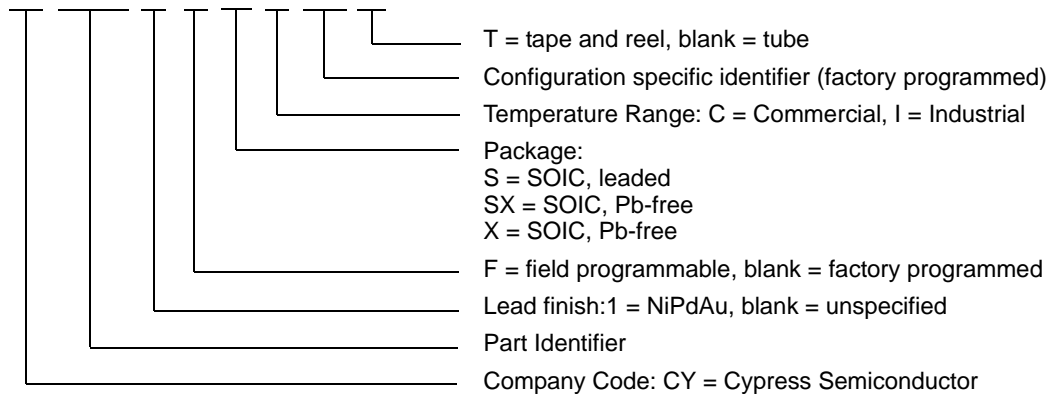 T = tape and reel, blank = tube
Configuration specific identifier (factory programmed)
Temperature Range: C = Commercial, I = Industrial
Package:
S = SOIC, leaded
SX = SOIC, Pb-free
X = SOIC, Pb-free
F = field programmable, blank = factory programmed
Lead finish:1 = NiPdAu, blank = unspecified
Part Identifier
Company Code: CY = Cypress Semiconductor